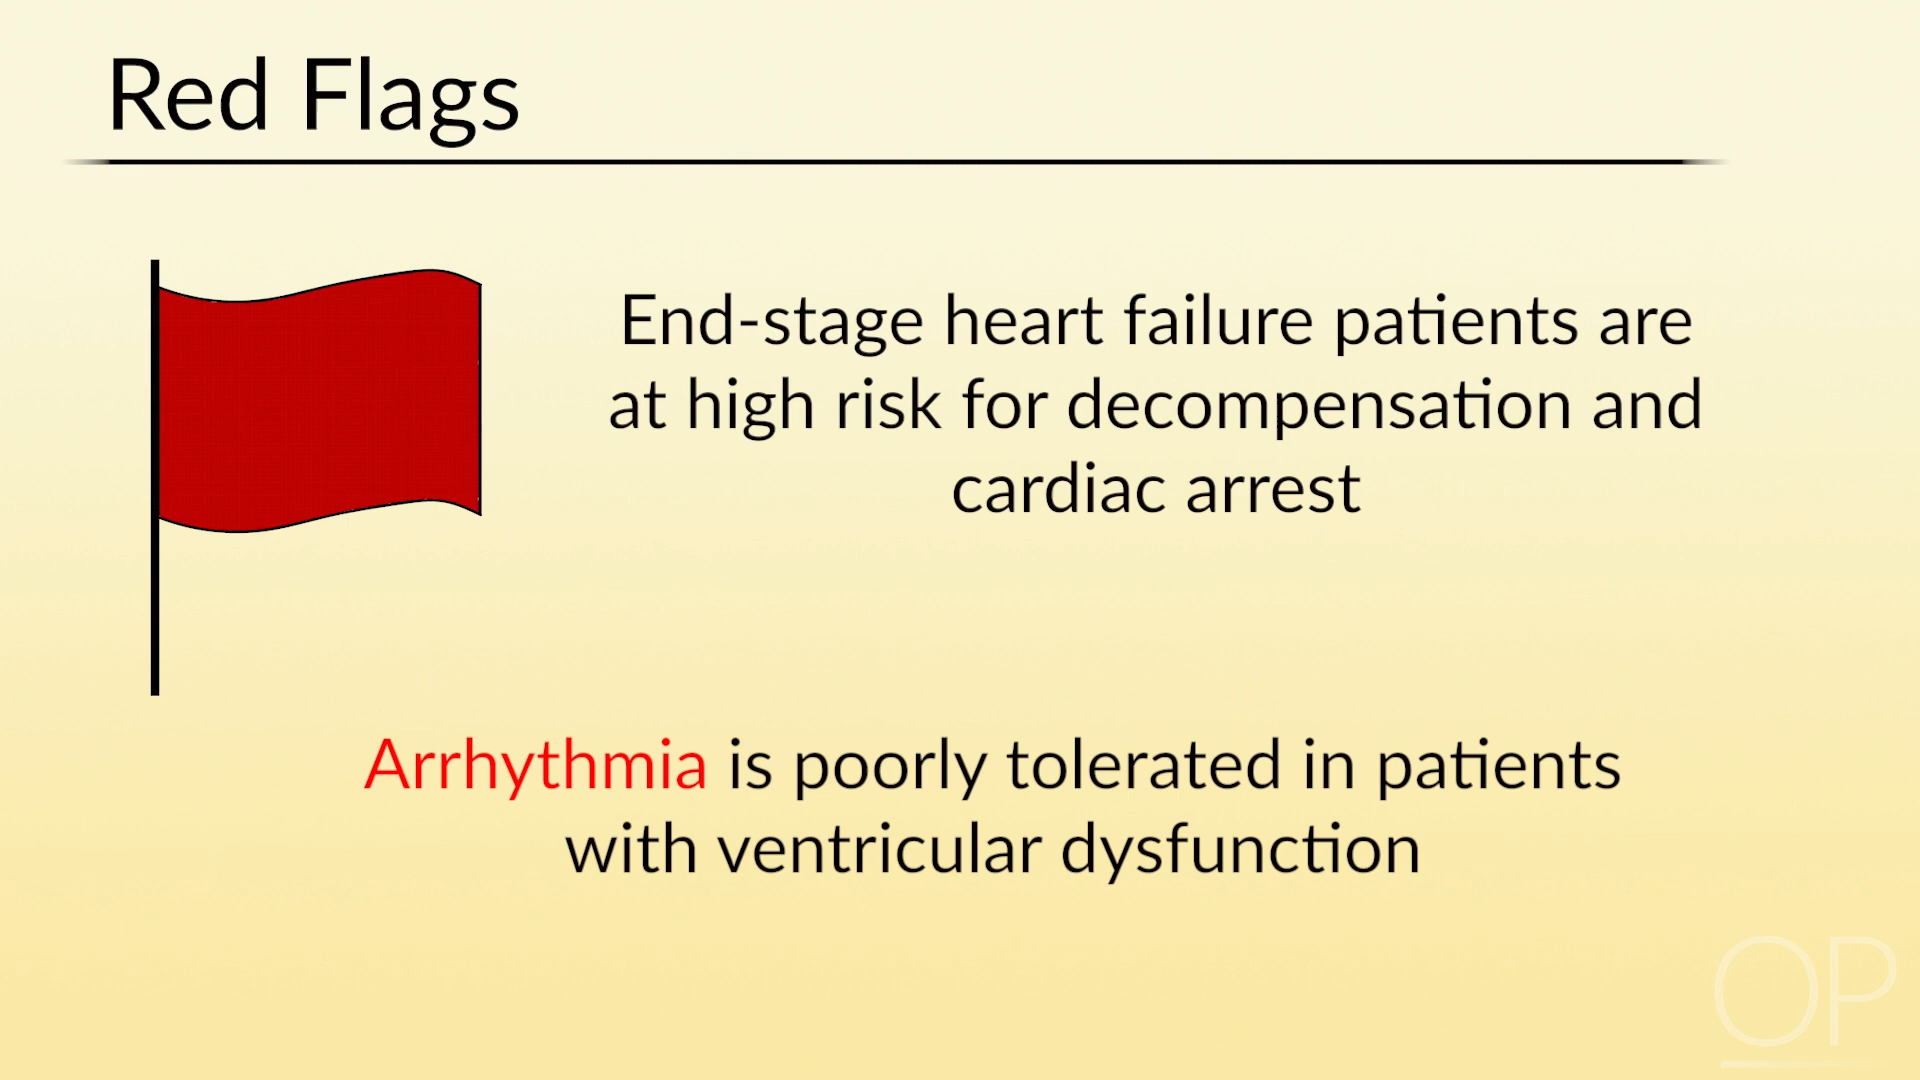 Red Flags
End-stage heart failure patients are
at high risk for decompensation and
cardiac arrest
Arrhythmia is poorly tolerated in patients
with ventricular dysfunction
OP